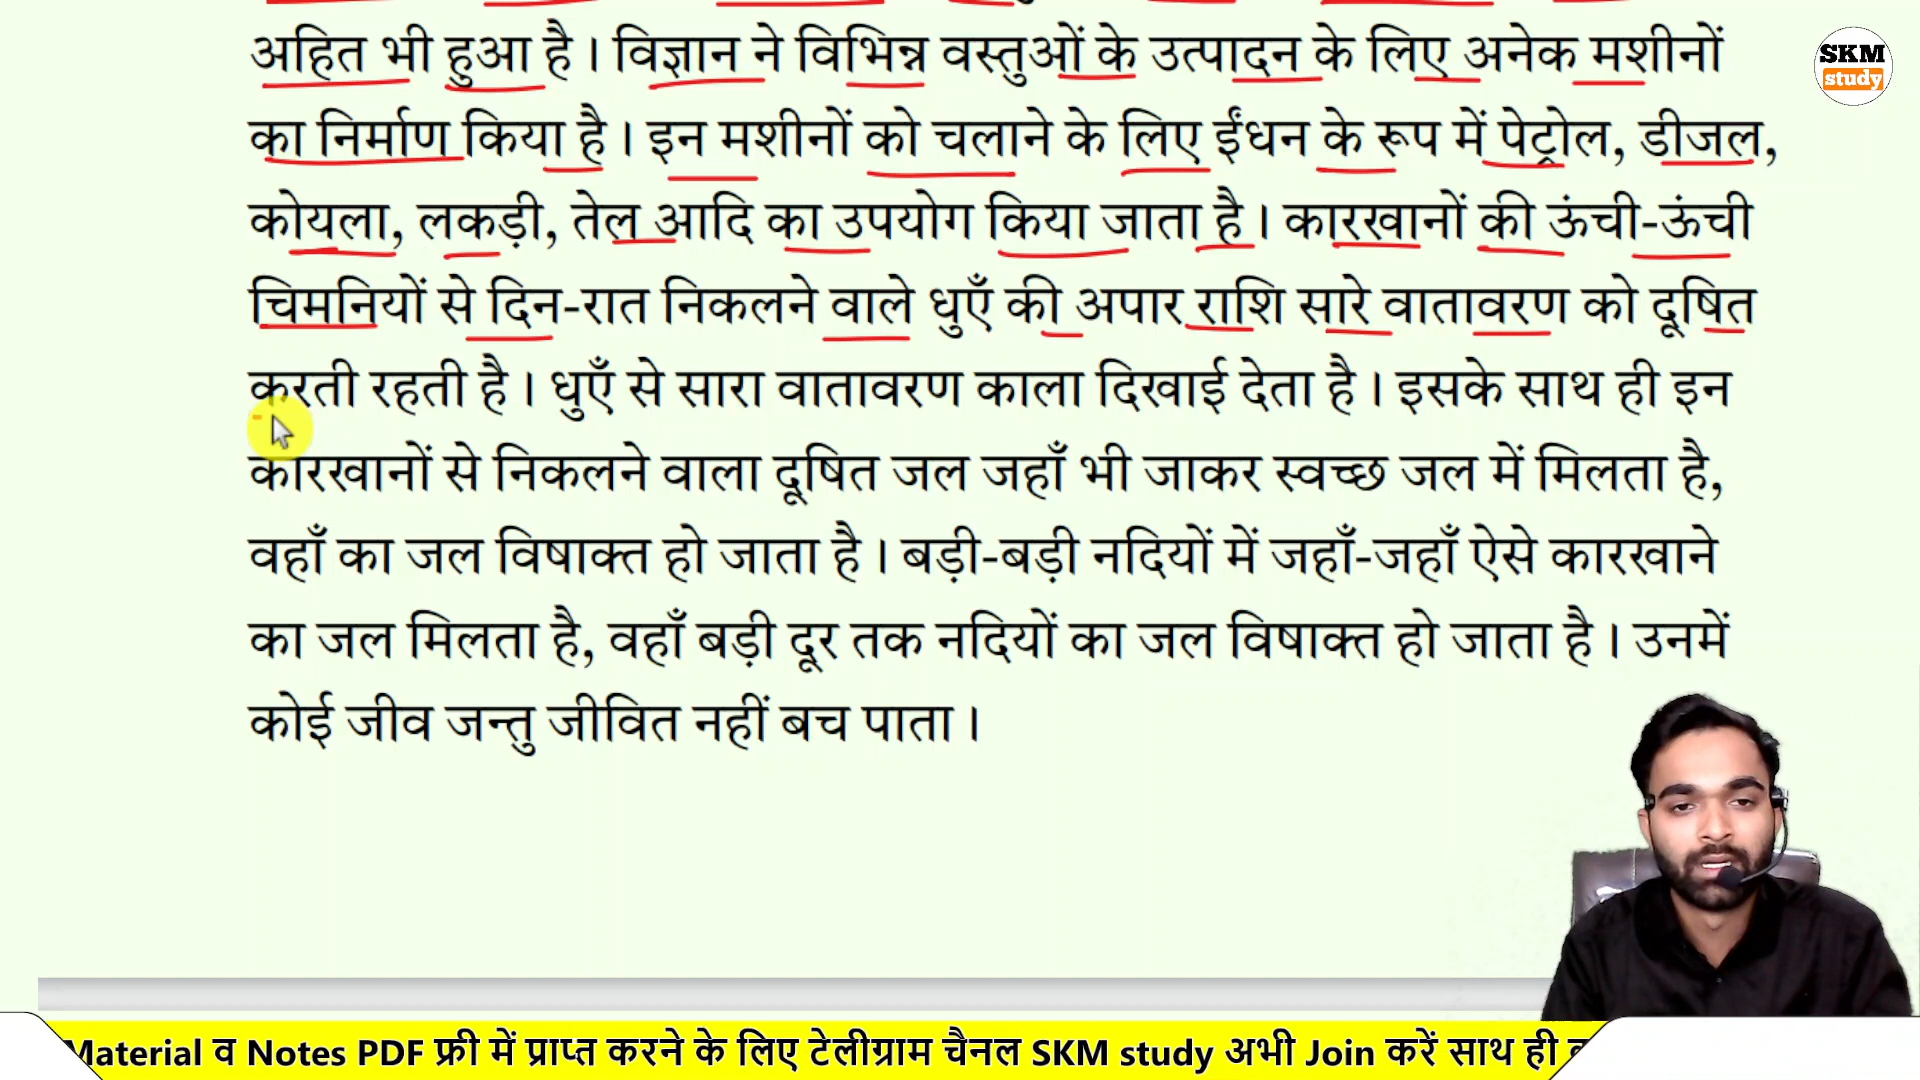 अहित भी हुआ है। विज्ञान ने विभिन्न वस्तुओं के उत्पादन के लिए अनेक मशीनों
का निर्माण किया है। इन मशीनों को चलाने के लिए ईंधन के रूप में पेट्रोल, डीजल,
कोयला, लकड़ी, तेल आदि का उपयोग किया जाता है। कारखानों की ऊंची-ऊंची
चिमनियों से दिन-रात निकलने वाले धुएँ की अपार राशि सारे वातावरण को दूषित
करती रहती है। धुएँ से सारा वातावरण काला दिखाई देता है। इसके साथ ही इन
कारखानों से निकलने वाला दूषित जल जहाँ भी जाकर स्वच्छ जल में मिलता है,
वहाँ का जल विषाक्त हो जाता है। बड़ी-बड़ी नदियों में जहाँ-जहाँ ऐसे कारखाने
का जल मिलता है, वहाँ बड़ी दूर तक नदियों का जल विषाक्त हो जाता है। उनमें
कोई जीव जन्तु जीवित नहीं बच पाता।
SKM
study
Material व Notes PDF फ्री में प्राप्त करने के लिए टेलीग्राम चैनल SKM study अभी Join करें साथ ही